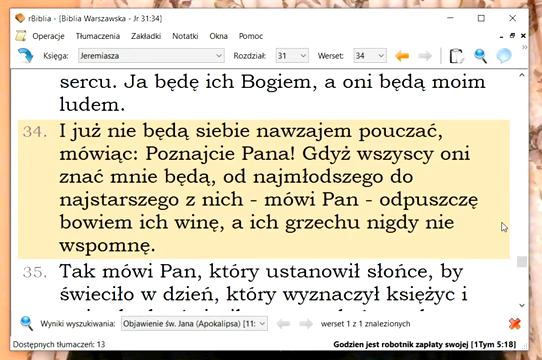 rBiblia - [Biblia Warszawska - Jr 31:34]
Operacje Tłumaczenia Zakładki Notatki Okna Pomoc
Księga: Jeremiasza Rozdział: 31 Werset: 34
sercu. Ja będę ich Bogiem, a oni będą moim
ludem.
34. I już nie będą siebie nawzajem pouczać,
mówiąc: Poznajcie Pana! Gdyż wszyscy oni
znać mnie będą, od najmłodszego do
najstarszego z nich - mówi Pan - odpuszczę
bowiem ich winę, a ich grzechu nigdy nie
wspomnę.
35. Tak mówi Pan, który ustanowił słońce, by
świeciło w dzień, który wyznaczył księżyc i
Wyniki wyszukiwania: Objawienie św. Jana (Apokalipsa) [11: werset 1 z 1 znalezionych
Dostępnych tłumaczeń: 13 Godzien jest robotnik zapłaty swojej [1Tym 5:18]